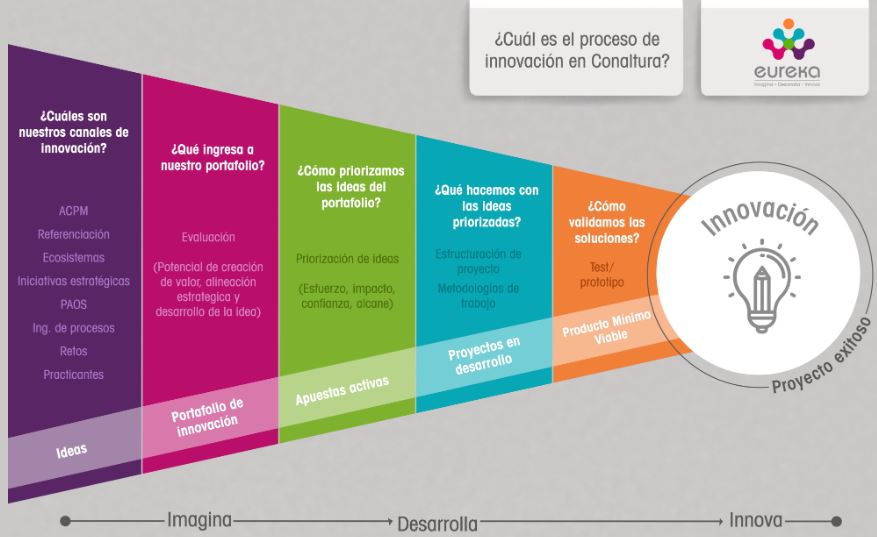 ¿Cuál es el proceso de
innovación en Conaltura?
eureka
Imagina - Desarrolla - Innova
¿Cuáles son
nuestros canales de
innovación?
ACPM
Referenciación
Ecosistemas
Iniciativas estratégicas
PAOS
Ing. de procesos
Retos
Practicantes
Ideas
¿Qué ingresa a
nuestro portafolio?
Evaluación
(Potencial de creación
de valor, alineación
estrategica y
desarrollo de la idea)
Portafolio de
innovación
¿Cómo priorizamos
las ideas del
portafolio?
Priorización de ideas
(Esfuerzo, impacto,
confianza, alcane)
Apuestas activas
¿Qué hacemos con
las ideas
priorizadas?
Estructuración de
proyecto
Metodologías de
trabajo
Proyectos en
desarrollo
¿Cómo
validamos las
soluciones?
Test/
prototipo
Producto Mínimo
Viable
Innovación
Proyecto exitoso
Imagina
Desarrolla
Innova